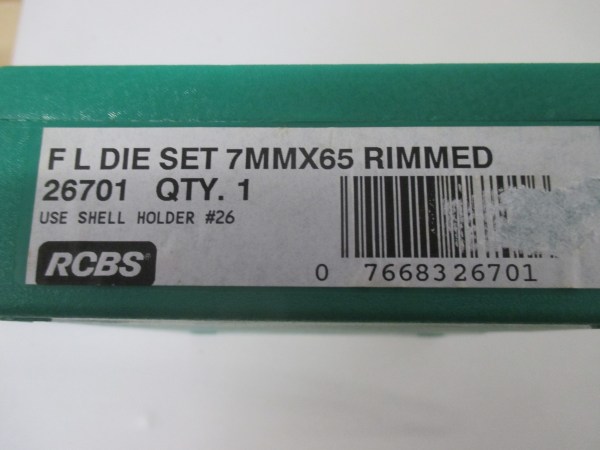 F L DIE SET 7MMX65 RIMMED
26701 QTY. 1
USE SHELL HOLDER #26
RCBS®
0 7668326701